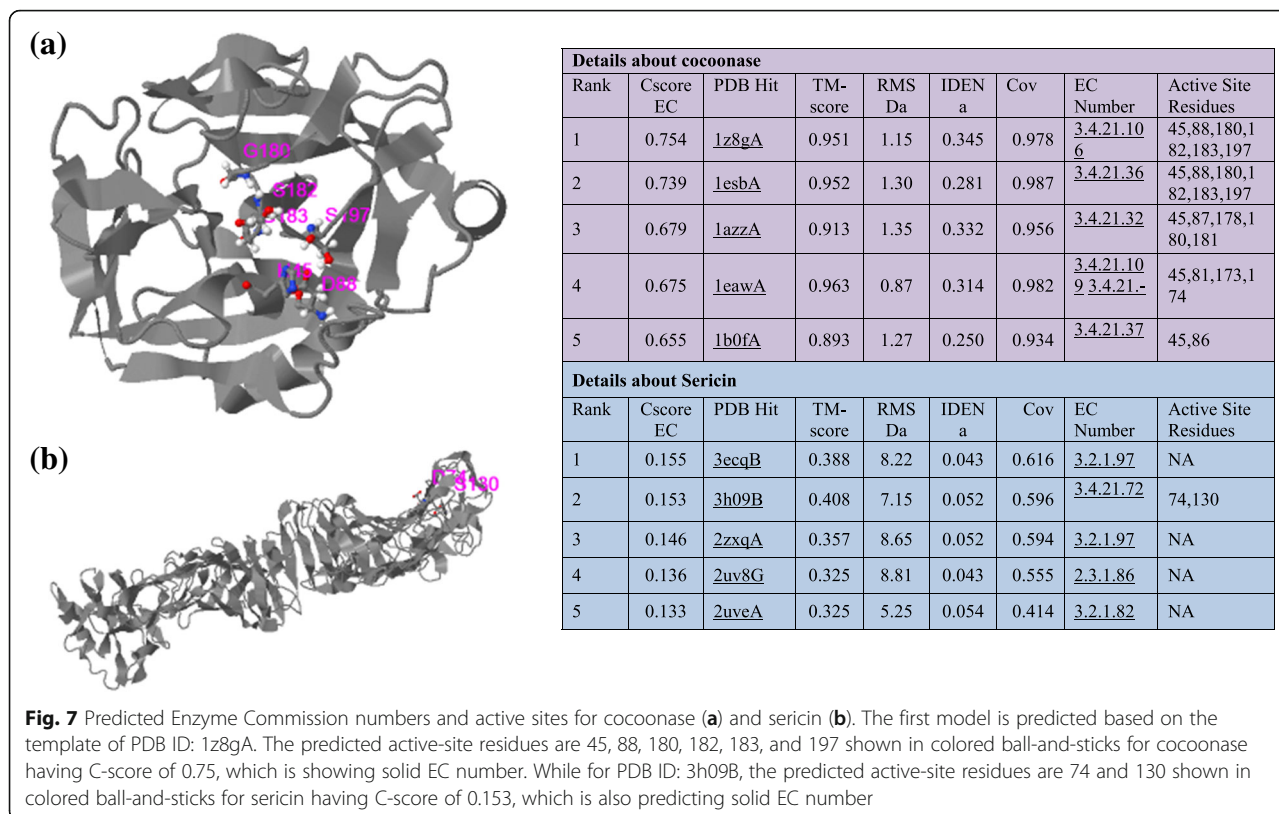 (a)
G180
S182
S197
D88
(b)
S130
Details about cocoonase
Rank Cscore EC PDB Hit TM-score RMS Da IDEN a Cov EC Number Active Site Residues
1 0.754 1z8gA 0.951 1.15 0.345 0.978 3.4.21.106 45,88,180,182,183,197
2 0.739 1esbA 0.952 1.30 0.281 0.987 3.4.21.36 45,88,180,182,183,197
3 0.679 1azzA 0.913 1.35 0.332 0.956 3.4.21.32 45,87,178,180,181
4 0.675 1eawA 0.963 0.87 0.314 0.982 3.4.21.109 3.4.21.- 45,81,173,174
5 0.655 1b0fA 0.893 1.27 0.250 0.934 3.4.21.37 45,86
Details about Sericin
Rank Cscore EC PDB Hit TM-score RMS Da IDEN a Cov EC Number Active Site Residues
1 0.155 3ecqB 0.388 8.22 0.043 0.616 3.2.1.97 NA
2 0.153 3h09B 0.408 7.15 0.052 0.596 3.4.21.72 74,130
3 0.146 2zxqA 0.357 8.65 0.052 0.594 3.2.1.97 NA
4 0.136 2uv8G 0.325 8.81 0.043 0.555 2.3.1.86 NA
5 0.133 2uveA 0.325 5.25 0.054 0.414 3.2.1.82 NA
Fig. 7 Predicted Enzyme Commission numbers and active sites for cocoonase (a) and sericin (b). The first model is predicted based on the
template of PDB ID: 1z8gA. The predicted active-site residues are 45, 88, 180, 182, 183, and 197 shown in colored ball-and-sticks for cocoonase
having C-score of 0.75, which is showing solid EC number. While for PDB ID: 3h09B, the predicted active-site residues are 74 and 130 shown in
colored ball-and-sticks for sericin having C-score of 0.153, which is also predicting solid EC number